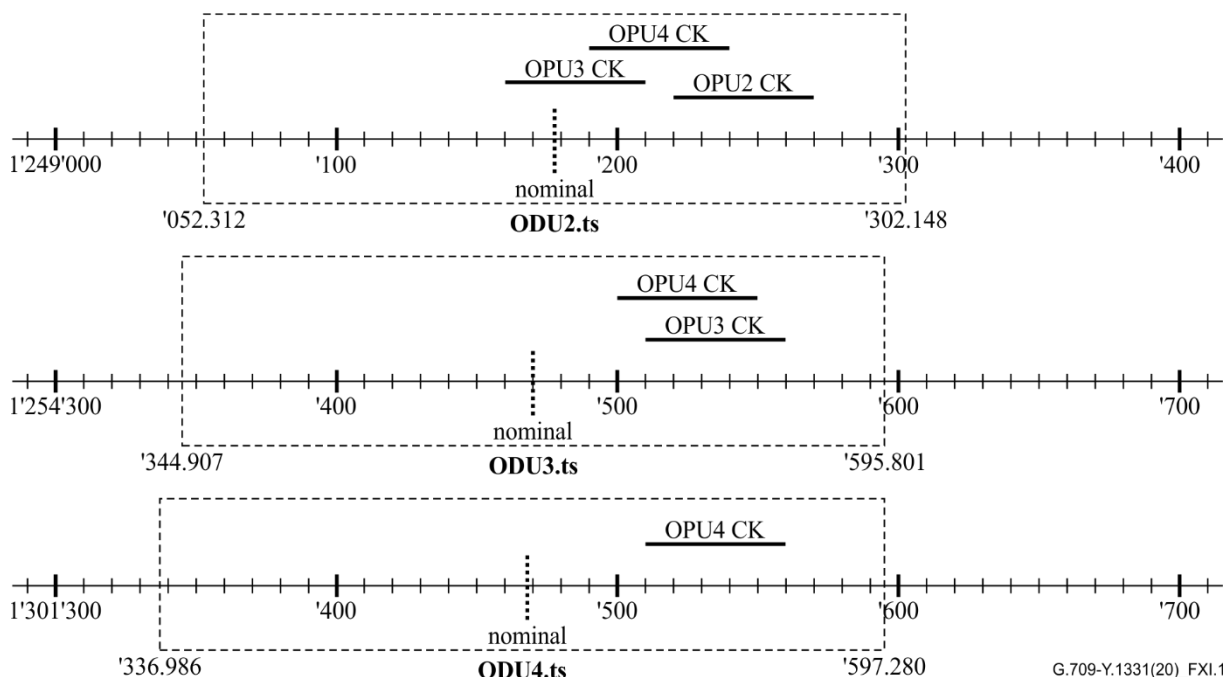 OPU4 CK
OPU3 CK
OPU2 CK
1'249'000 '100 '200 '300 '400
nominal
'052.312 ODU2.ts '302.148
OPU4 CK
OPU3 CK
1'254'300 '400 '500 '600 '700
nominal
'344.907 ODU3.ts '595.801
OPU4 CK
1'301'300 '400 '500 '600 '700
nominal
'336.986 ODU4.ts '597.280
G.709-Y.1331(20) FXI.1